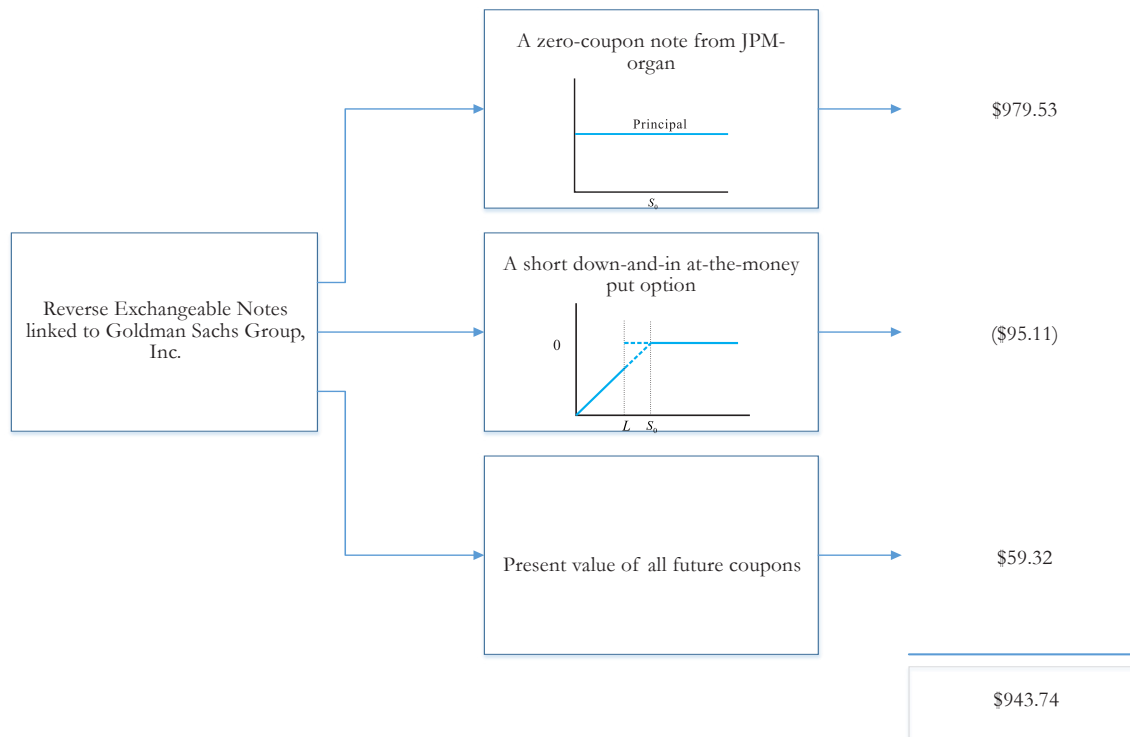 A zero-coupon note from JPM-
organ
Principal
S₀
$979.53
Reverse Exchangeable Notes
linked to Goldman Sachs Group,
Inc.
A short down-and-in at-the-money
put option
0
L S₀
($95.11)
Present value of all future coupons
$59.32
$943.74